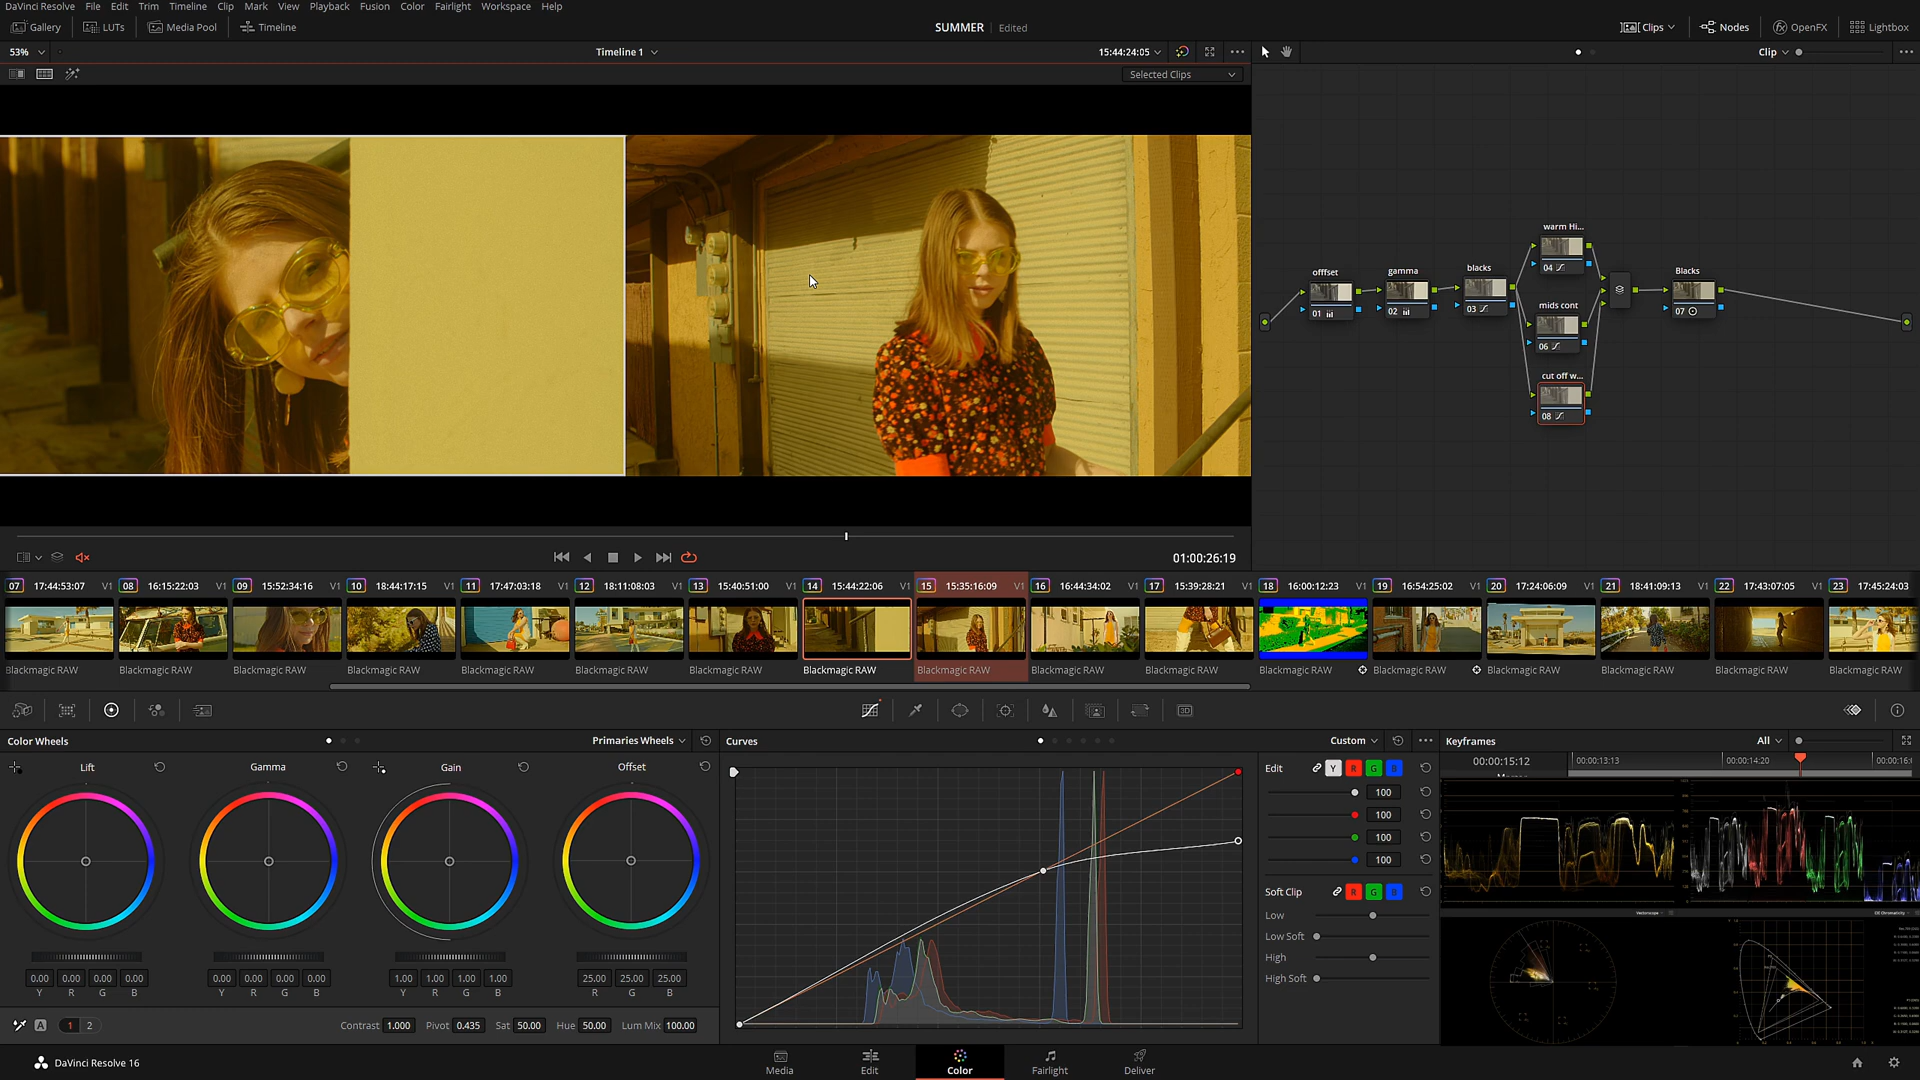 DaVinci Resolve File Edit Trim Timeline Clip Mark View Playback Fusion Color Fairlight Workspace Help
Gallery LUTs Media Pool Timeline SUMMER Edited Clips Nodes OpenFX Lightbox
53% Timeline 1 15:44:24:05 Clip
Selected Clips
warm Hi...
04
offset
01
gamma
02
blacks
03
mids cont
06
cut off w...
08
Blacks
07
01:00:26:19
07 17:44:53:07 V1 08 16:15:22:03 V1 09 15:52:34:16 V1 10 18:44:17:15 V1 11 17:47:03:18 V1 12 18:11:08:03 V1 13 15:40:51:00 V1 14 15:44:22:06 V1 15 15:35:16:09 V1 16 16:44:34:02 V1 17 15:39:28:21 V1 18 16:00:12:23 V1 19 16:54:25:02 V1 20 17:24:06:09 V1 21 18:41:09:13 V1 22 17:43:07:05 V1 23 17:45:24:03
Blackmagic RAW Blackmagic RAW Blackmagic RAW Blackmagic RAW Blackmagic RAW Blackmagic RAW Blackmagic RAW Blackmagic RAW Blackmagic RAW Blackmagic RAW Blackmagic RAW Blackmagic RAW Blackmagic RAW Blackmagic RAW Blackmagic RAW Blackmagic RAW Blackmagic RAW
Color Wheels Primaries Wheels
Lift Gamma Gain Offset
0.00 0.00 0.00 0.00 0.00 0.00 0.00 0.00 1.00 1.00 1.00 1.00 25.00 25.00 25.00
Y R G B Y R G B Y R G B R G B
A 1 2 Contrast 1.000 Pivot 0.435 Sat 50.00 Hue 50.00 Lum Mix 100.00
Curves Custom
Edit Y R G B
100
100
100
100
Soft Clip R G B
Low
Low Soft
High
High Soft
Keyframes All
00:00:15:12 00:00:13:13 00:00:14:20 00:00:16:
Master
Vectorscope
CIE Chromaticity
DaVinci Resolve 16 Media Edit Color Fairlight Deliver